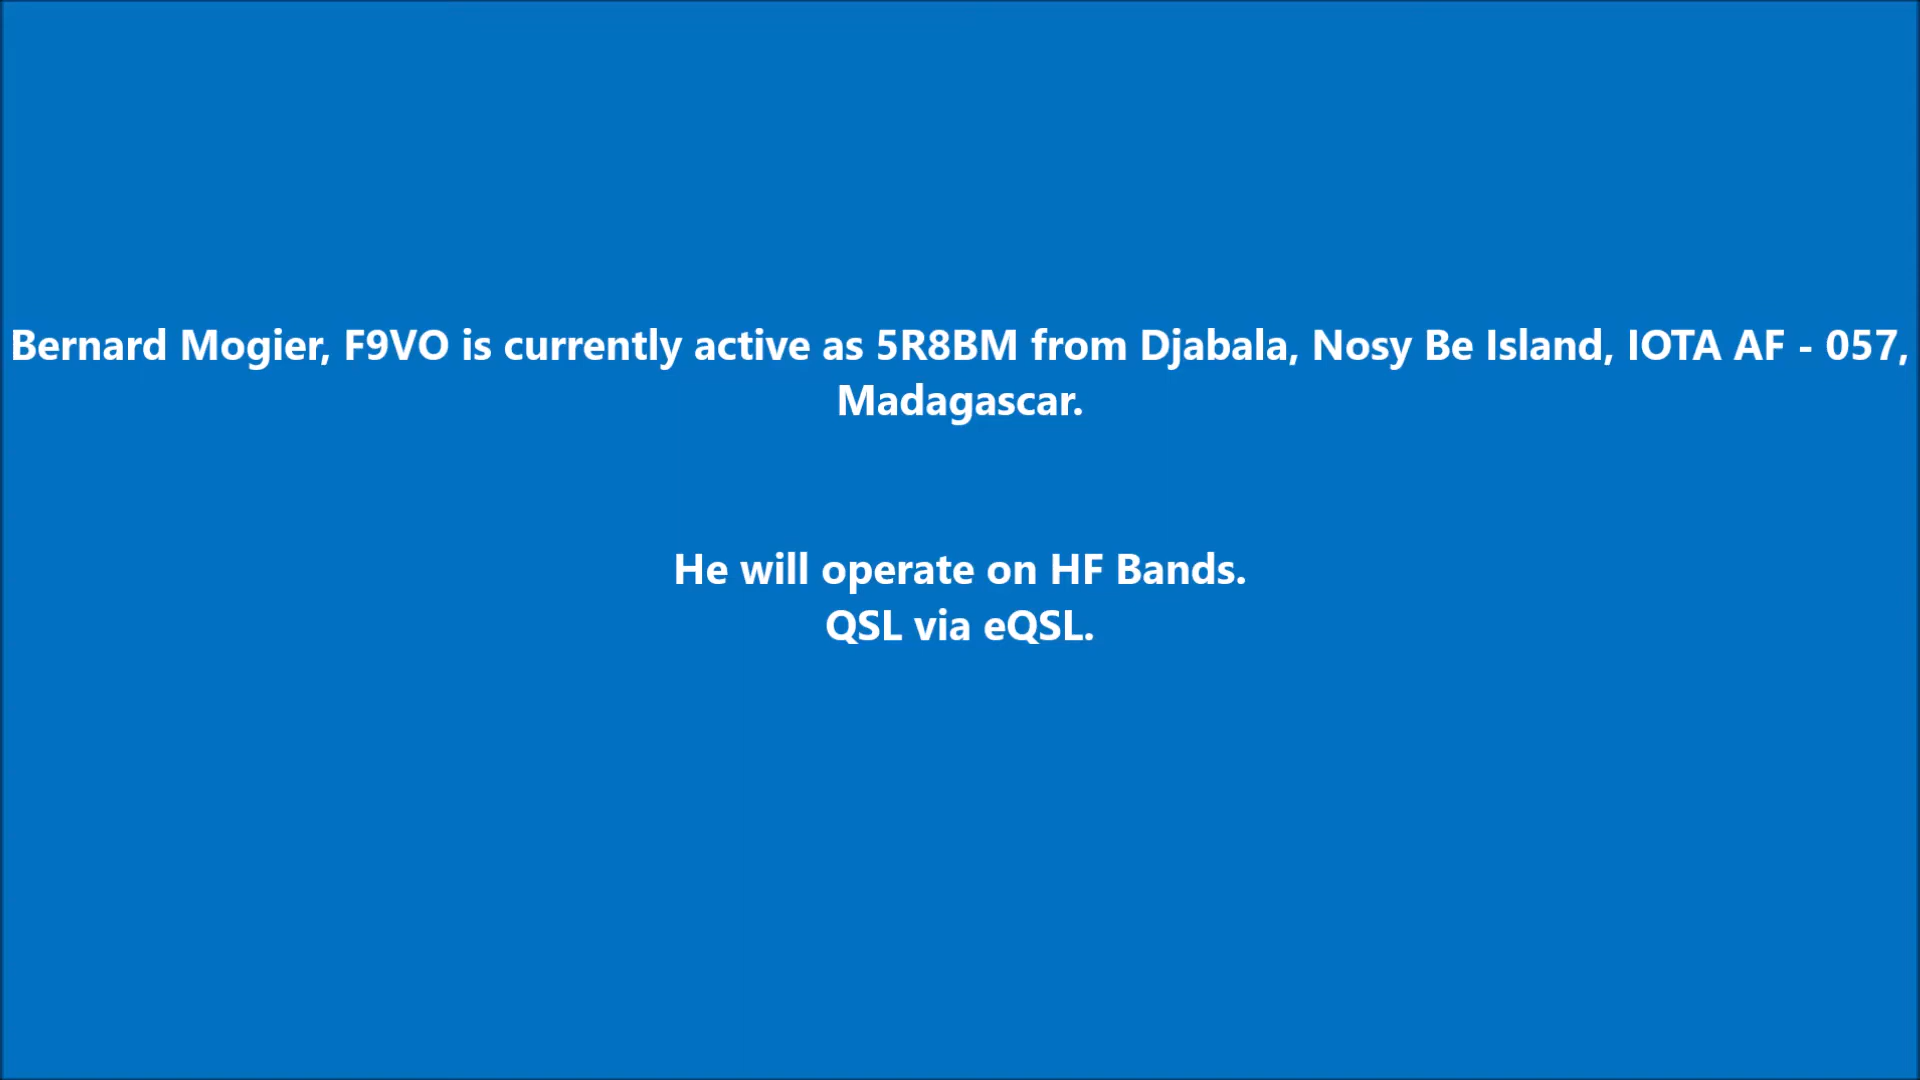 Bernard Mogier, F9VO is currently active as 5R8BM from Djabala, Nosy Be Island, IOTA AF - 057,
Madagascar.
He will operate on HF Bands.
QSL via eQSL.